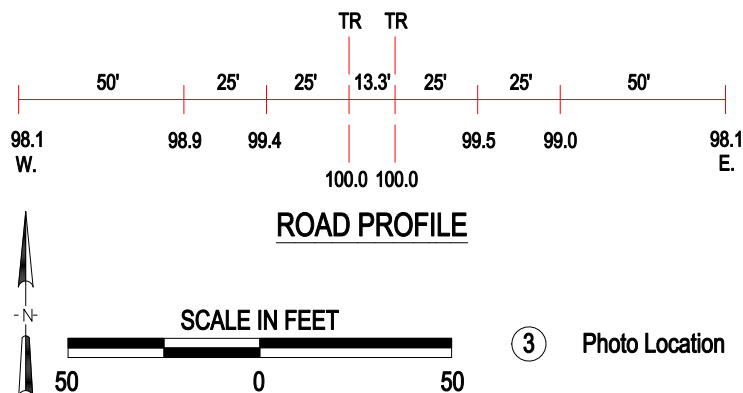 TR TR
50' 25' 25' 13.3' 25' 25' 50'
98.1 98.9 99.4 99.5 99.0 98.1
W. E.
100.0 100.0
ROAD PROFILE
-N-
SCALE IN FEET
3 Photo Location
50 0 50